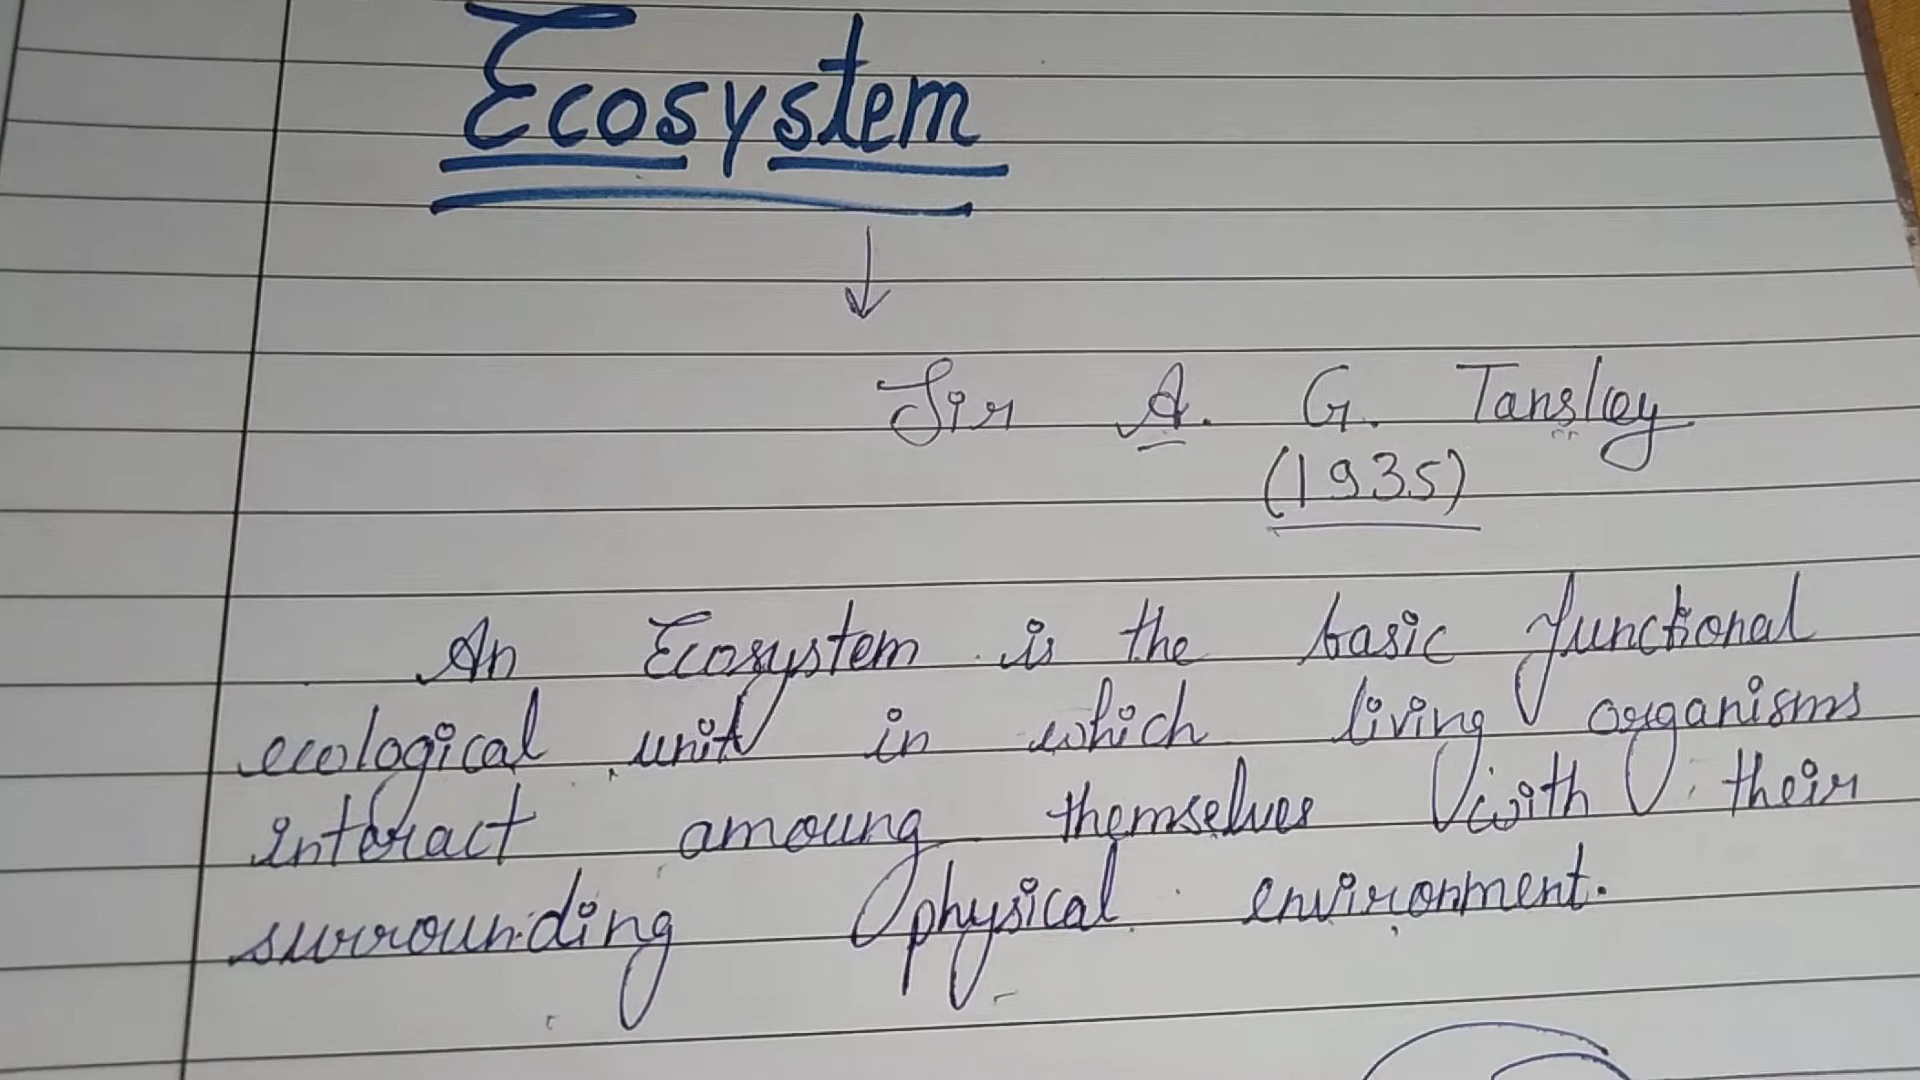 Ecosystem
Sir A. G. Tansley
(1935)
An Ecosystem is the basic functional
ecological unit in which living organisms
interact amoung themselves with their
surrounding physical environment.